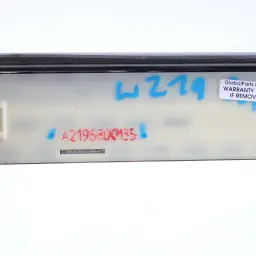 W219
GlobalParts
WARRANTY
IF REMOV
A2196800135